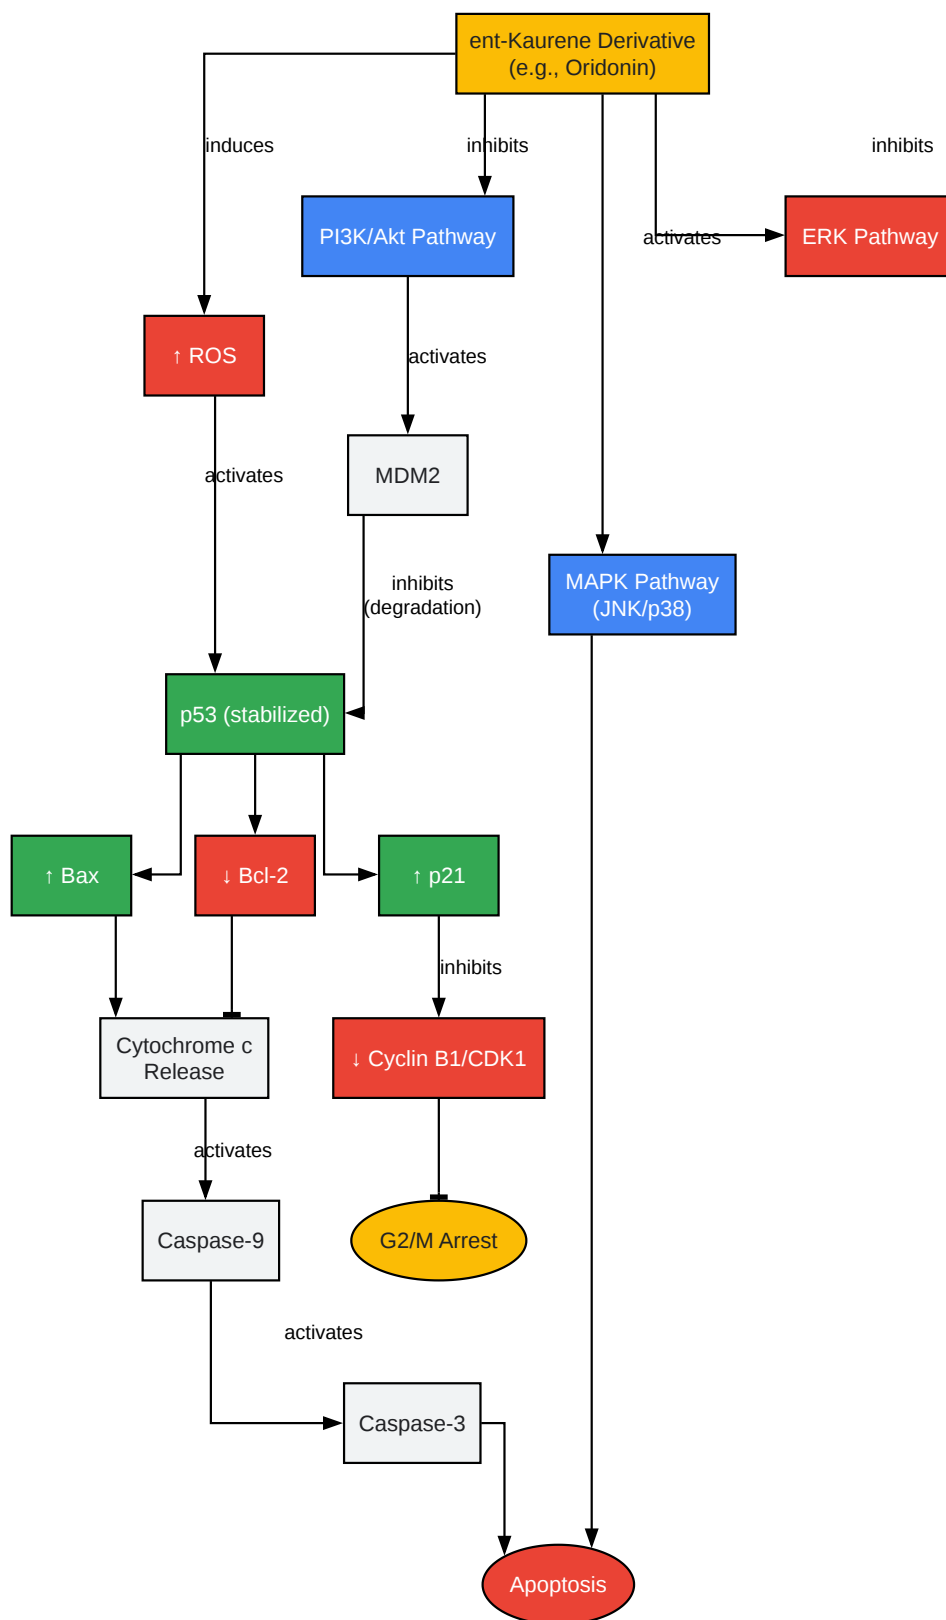 ent-Kaurene Derivative
(e.g., Oridonin)
induces
inhibits
inhibits
PI3K/Akt Pathway
activates
ERK Pathway
↑ ROS
activates
MDM2
activates
inhibits
(degradation)
MAPK Pathway
(JNK/p38)
p53 (stabilized)
↑ Bax
↓ Bcl-2
↑ p21
inhibits
Cytochrome c
Release
↓ Cyclin B1/CDK1
activates
Caspase-9
G2/M Arrest
activates
Caspase-3
Apoptosis